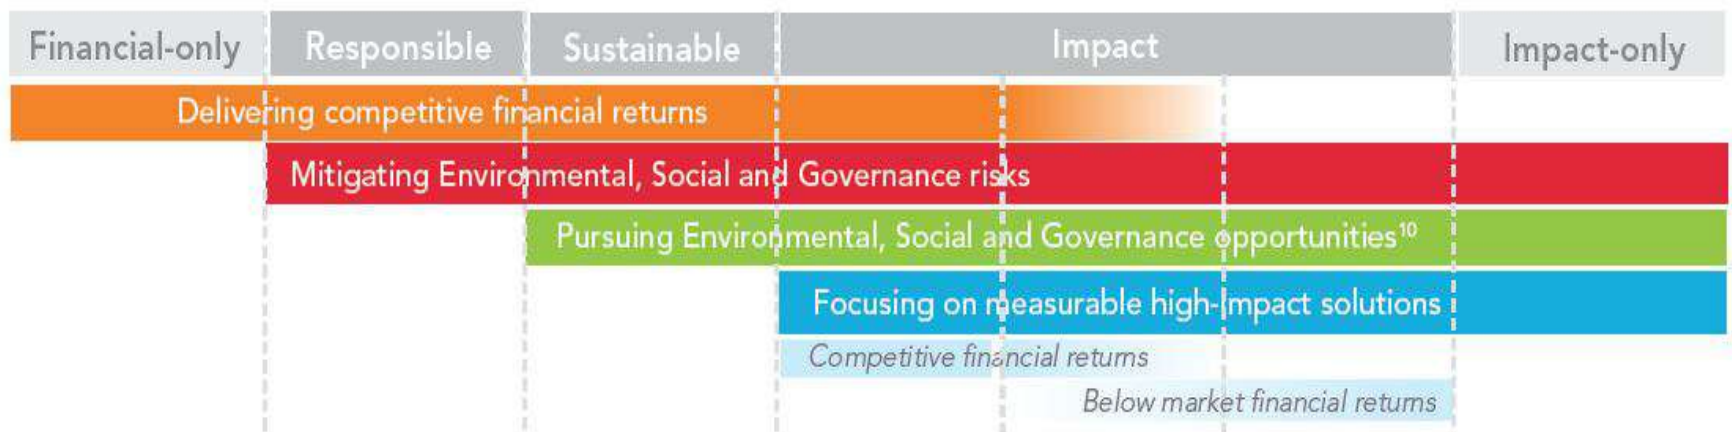 Financial-only
Responsible
Sustainable
Impact
Impact-only
Delivering competitive financial returns
Mitigating Environmental, Social and Governance risks
Pursuing Environmental, Social and Governance opportunities¹⁰
Focusing on measurable high-impact solutions
Competitive financial returns
Below market financial returns